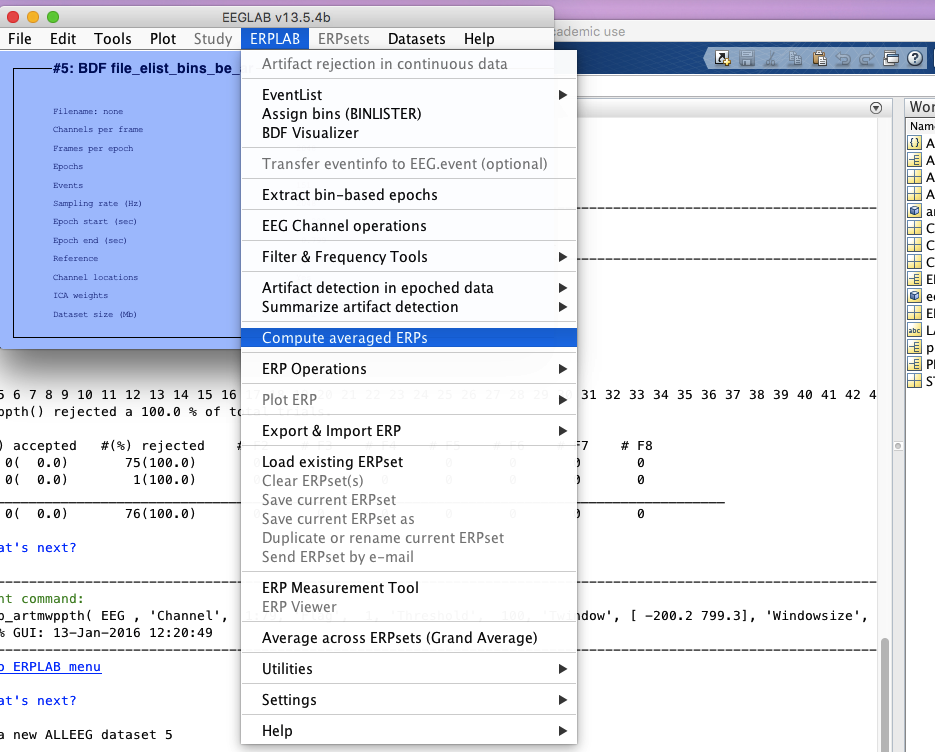 EEGLAB v13.5.4b
File Edit Tools Plot Study ERPLAB ERPsets Datasets Help
ademic use
#5: BDF file_elist_bins_be_
Filename: none
Channels per frame
Frames per epoch
Epochs
Events
Sampling rate (Hz)
Epoch start (sec)
Epoch end (sec)
Reference
Channel locations
ICA weights
Dataset size (Mb)
Artifact rejection in continuous data
EventList
Assign bins (BINLISTER)
BDF Visualizer
Transfer eventinfo to EEG.event (optional)
Extract bin-based epochs
EEG Channel operations
Filter & Frequency Tools
Artifact detection in epoched data
Summarize artifact detection
Compute averaged ERPs
ERP Operations
Plot ERP
Export & Import ERP
Load existing ERPset
Clear ERPset(s)
Save current ERPset
Save current ERPset as
Duplicate or rename current ERPset
Send ERPset by e-mail
ERP Measurement Tool
ERP Viewer
Average across ERPsets (Grand Average)
Utilities
Settings
Help
Wor
Name
{} A
A
A
A
ar
C
C
C
El
ec
El
abc LA
p
Pl
ST
5 6 7 8 9 10 11 12 13 14 15 16 31 32 33 34 35 36 37 38 39 40 41 42 4
ppth() rejected a 100.0 % of to
) accepted #(%) rejected # F7 # F8
0( 0.0) 75(100.0) 0
0( 0.0) 1(100.0) 0
0( 0.0) 76(100.0) 0
at's next?
nt command:
p_artmwppth( EEG , 'Channel', 'Threshold', 100, 'Twindow', [ -200.2 799.3], 'Windowsize',
% GUI: 13-Jan-2016 12:20:49
o ERPLAB menu
at's next?
a new ALLEEG dataset 5